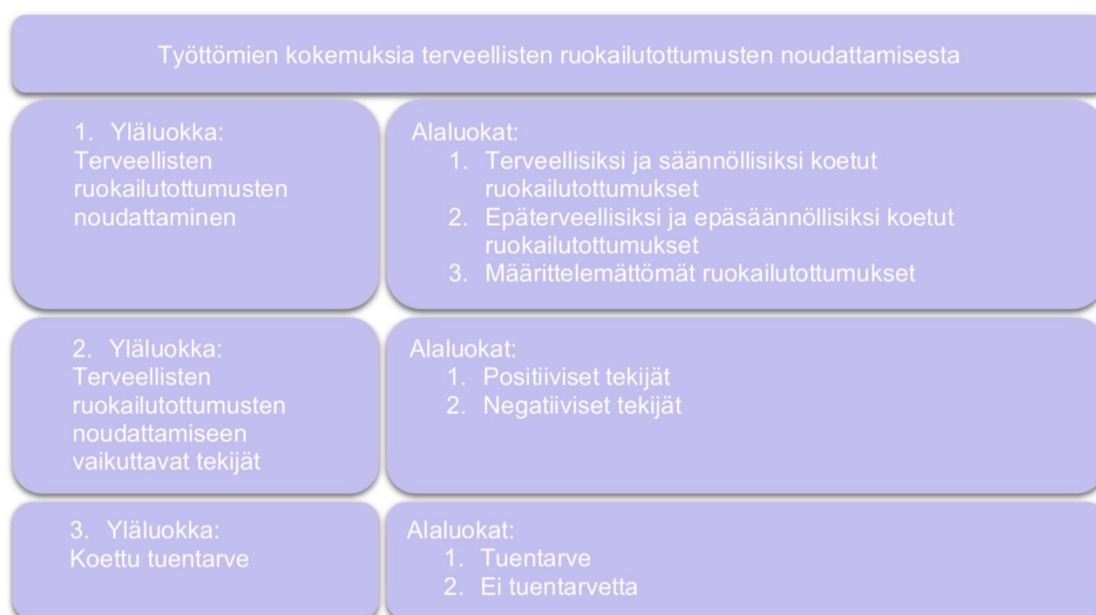 Työttömien kokemuksia terveellisten ruokailutottumusten noudattamisesta
1. Yläluokka:
Terveellisten
ruokailutottumusten
noudattaminen
Alaluokat:
1. Terveellisiksi ja säännöllisiksi koetut
ruokailutottumukset
2. Epäterveellisiksi ja epäsäännöllisiksi koetut
ruokailutottumukset
3. Määrittelemättömät ruokailutottumukset
2. Yläluokka:
Terveellisten
ruokailutottumusten
noudattamiseen
vaikuttavat tekijät
Alaluokat:
1. Positiiviset tekijät
2. Negatiiviset tekijät
3. Yläluokka:
Koettu tuentarve
Alaluokat:
1. Tuentarve
2. Ei tuentarvetta